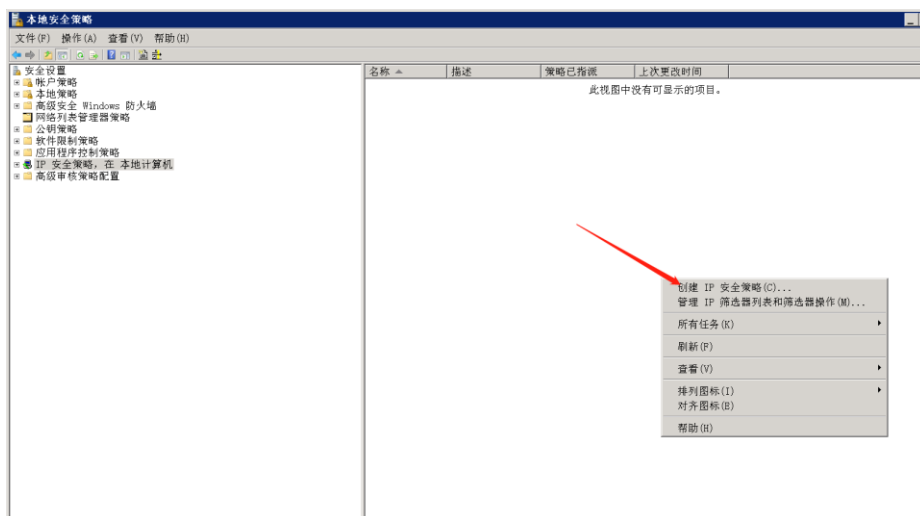 本地安全策略
文件(F) 操作(A) 查看(V) 帮助(H)
安全设置
帐户策略
本地策略
高级安全 Windows 防火墙
网络列表管理器策略
公钥策略
软件限制策略
应用程序控制策略
IP 安全策略，在 本地计算机
高级审核策略配置
名称 描述 策略已指派 上次更改时间
此视图中没有可显示的项目。
创建 IP 安全策略(C)...
管理 IP 筛选器列表和筛选器操作(M)...
所有任务(K)
刷新(F)
查看(V)
排列图标(I)
对齐图标(E)
帮助(H)